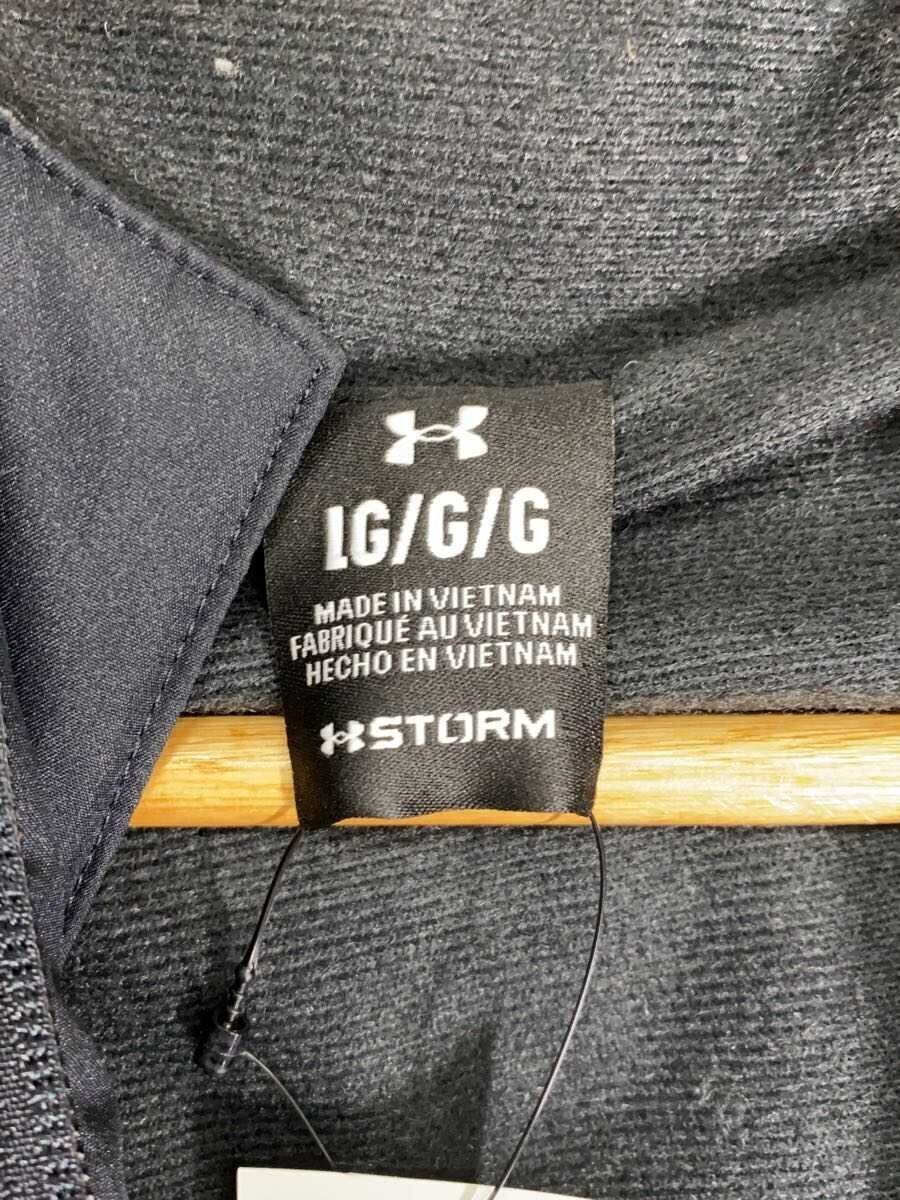 LG/G/G
MADE IN VIETNAM
FABRIQUÉ AU VIETNAM
HECHO EN VIETNAM
STORM